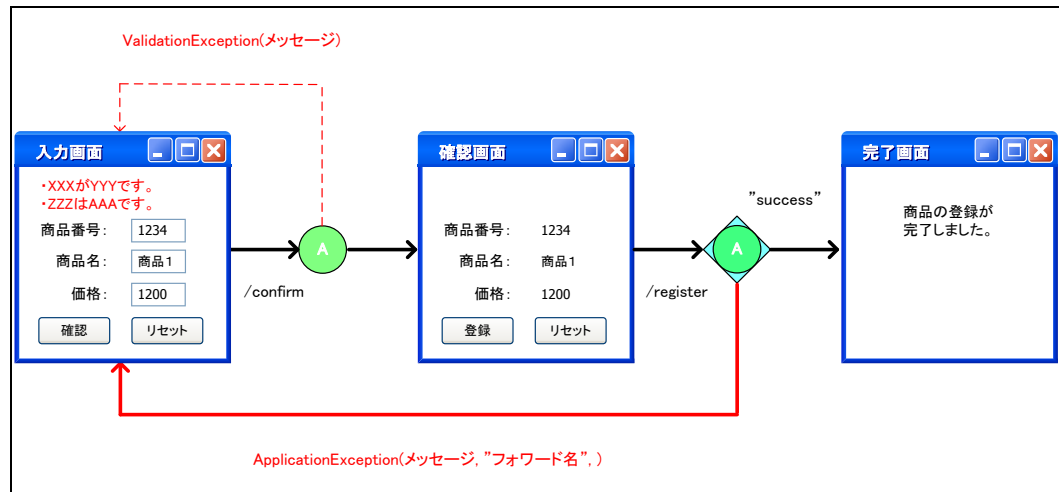 ValidationException(メッセージ)
入力画面
・XXXがYYYです。
・ZZZはAAAです。
商品番号: 1234
商品名: 商品1
価格: 1200
確認 リセット
A
/confirm
確認画面
商品番号: 1234
商品名: 商品1
価格: 1200
登録 リセット
"success"
A
/register
完了画面
商品の登録が
完了しました。
ApplicationException(メッセージ, "フォワード名", )